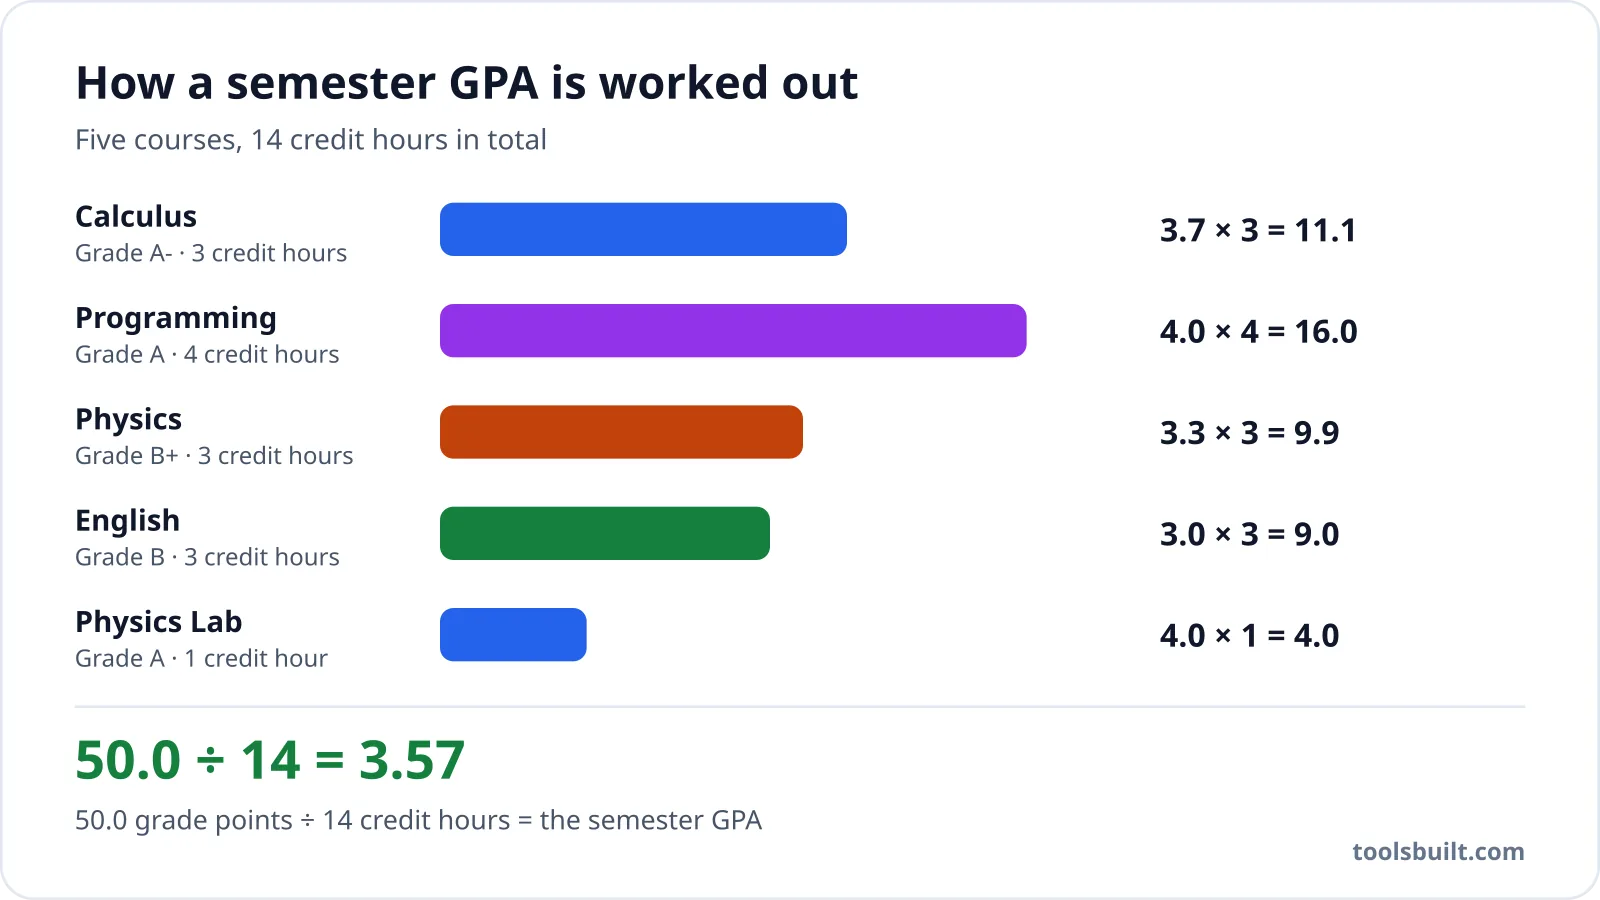 How a semester GPA is worked out
Five courses, 14 credit hours in total
Calculus
Grade A- · 3 credit hours
3.7 × 3 = 11.1
Programming
Grade A · 4 credit hours
4.0 × 4 = 16.0
Physics
Grade B+ · 3 credit hours
3.3 × 3 = 9.9
English
Grade B · 3 credit hours
3.0 × 3 = 9.0
Physics Lab
Grade A · 1 credit hour
4.0 × 1 = 4.0
50.0 ÷ 14 = 3.57
50.0 grade points ÷ 14 credit hours = the semester GPA
toolsbuilt.com